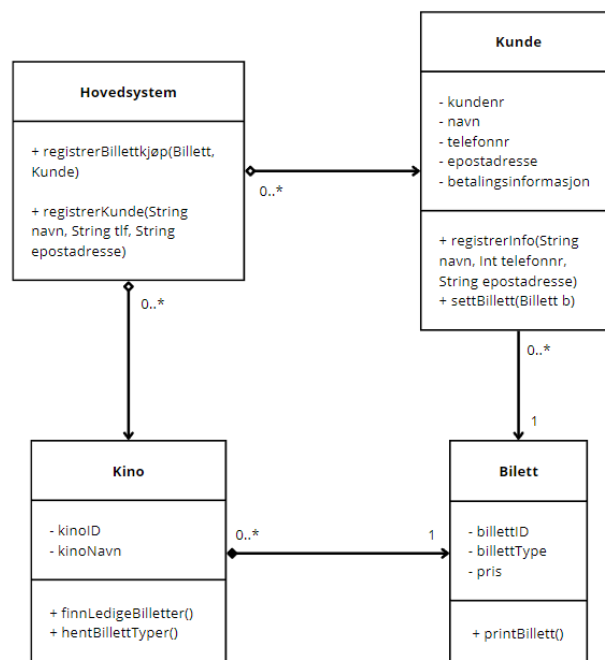 Hovedsystem
+ registrerBillettkjøp(Billett,
Kunde)
+ registrerKunde(String
navn, String tlf, String
epostadresse)
0..*
0..*
Kunde
- kundenr
- navn
- telefonnr
- epostadresse
- betalingsinformasjon
+ registrerInfo(String
navn, Int telefonnr,
String epostadresse)
+ settBillett(Billett b)
0..*
1
Kino
- kinoID
- kinoNavn
+ finnLedigeBilletter()
+ hentBillettTyper()
0..*
1
Bilett
- billettID
- billettType
- pris
+ printBillett()